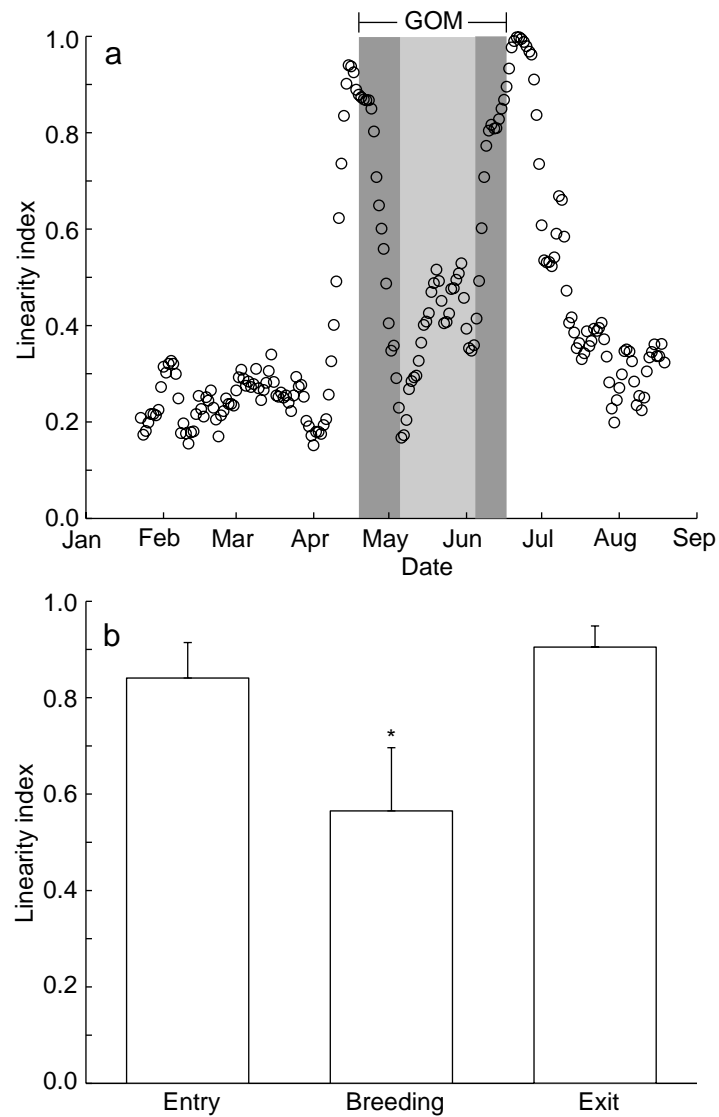 GOM
a
1.0
0.8
0.6
0.4
0.2
0.0
Linearity index
Jan Feb Mar Apr May Jun Jul Aug Sep
Date
b
1.0
0.8
0.6
0.4
0.2
0.0
Linearity index
*
Entry Breeding Exit